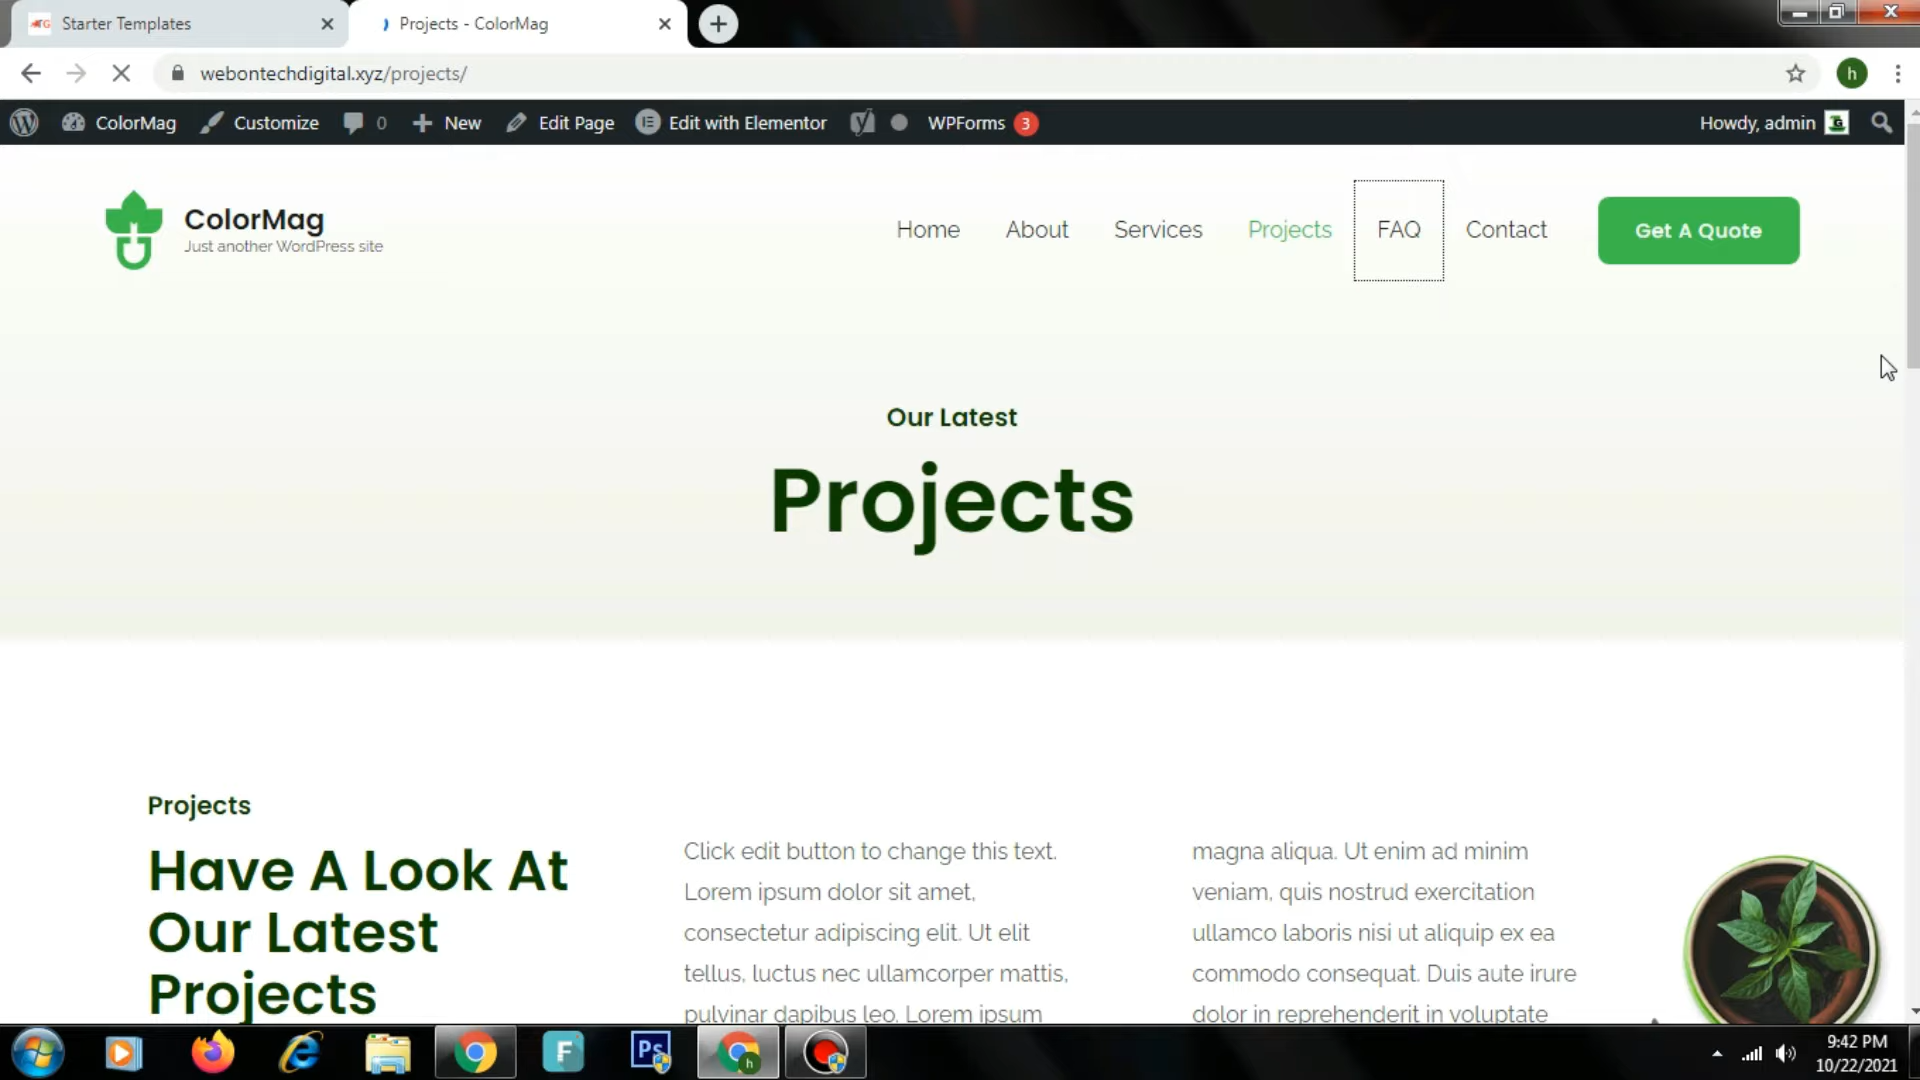 Starter Templates
Projects - ColorMag
webontechdigital.xyz/projects/
h
ColorMag
Customize
0
New
Edit Page
Edit with Elementor
WPForms 3
Howdy, admin
ColorMag
Just another WordPress site
Home
About
Services
Projects
FAQ
Contact
Get A Quote
Our Latest
Projects
Projects
Have A Look At
Our Latest
Projects
Click edit button to change this text.
Lorem ipsum dolor sit amet,
consectetur adipiscing elit. Ut elit
tellus, luctus nec ullamcorper mattis,
pulvinar dapibus leo. Lorem ipsum
magna aliqua. Ut enim ad minim
veniam, quis nostrud exercitation
ullamco laboris nisi ut aliquip ex ea
commodo consequat. Duis aute irure
dolor in reprehenderit in voluptate
F
Ps
h
9:42 PM
10/22/2021